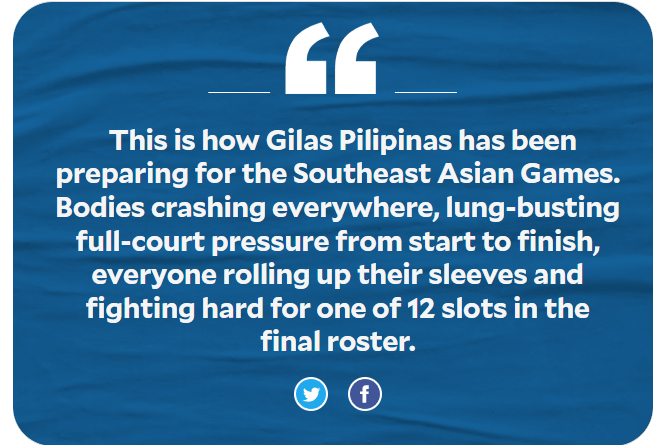 This is how Gilas Pilipinas has been
preparing for the Southeast Asian Games.
Bodies crashing everywhere, lung-busting
full-court pressure from start to finish,
everyone rolling up their sleeves and
fighting hard for one of 12 slots in the
final roster.